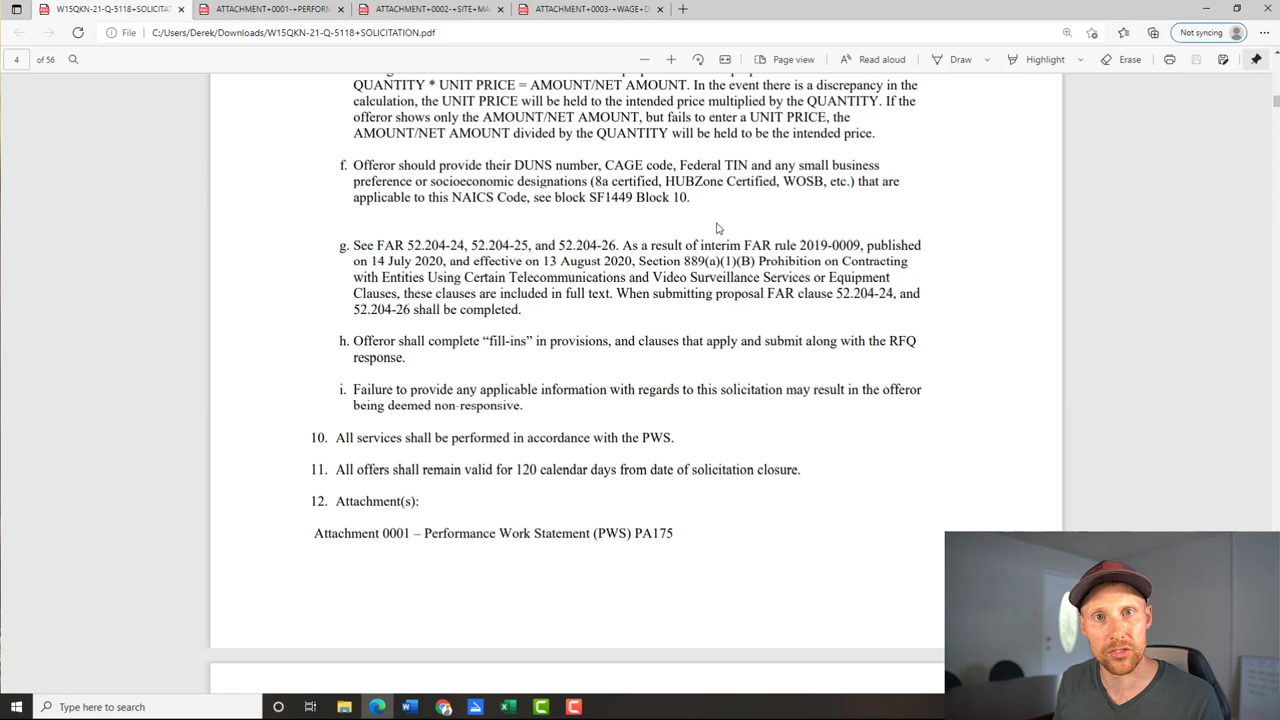 W15QKN-21-Q-5118+SOLICITAT
ATTACHMENT+0001-+PERFORM
ATTACHMENT+0002-+SITE+MA
ATTACHMENT+0003-+WAGE+D
File
C:/Users/Derek/Downloads/W15QKN-21-Q-5118+SOLICITATION.pdf
Not syncing
4 of 56
Page view
Read aloud
Draw
Highlight
Erase
QUANTITY * UNIT PRICE = AMOUNT/NET AMOUNT. In the event there is a discrepancy in the
calculation, the UNIT PRICE will be held to the intended price multiplied by the QUANTITY. If the
offeror shows only the AMOUNT/NET AMOUNT, but fails to enter a UNIT PRICE, the
AMOUNT/NET AMOUNT divided by the QUANTITY will be held to be the intended price.
f. Offeror should provide their DUNS number, CAGE code, Federal TIN and any small business
preference or socioeconomic designations (8a certified, HUBZone Certified, WOSB, etc.) that are
applicable to this NAICS Code, see block SF1449 Block 10.
g. See FAR 52.204-24, 52.204-25, and 52.204-26. As a result of interim FAR rule 2019-0009, published
on 14 July 2020, and effective on 13 August 2020, Section 889(a)(1)(B) Prohibition on Contracting
with Entities Using Certain Telecommunications and Video Surveillance Services or Equipment
Clauses, these clauses are included in full text. When submitting proposal FAR clause 52.204-24, and
52.204-26 shall be completed.
h. Offeror shall complete “fill-ins” in provisions, and clauses that apply and submit along with the RFQ
response.
i. Failure to provide any applicable information with regards to this solicitation may result in the offeror
being deemed non-responsive.
10. All services shall be performed in accordance with the PWS.
11. All offers shall remain valid for 120 calendar days from date of solicitation closure.
12. Attachment(s):
Attachment 0001 – Performance Work Statement (PWS) PA175
Type here to search